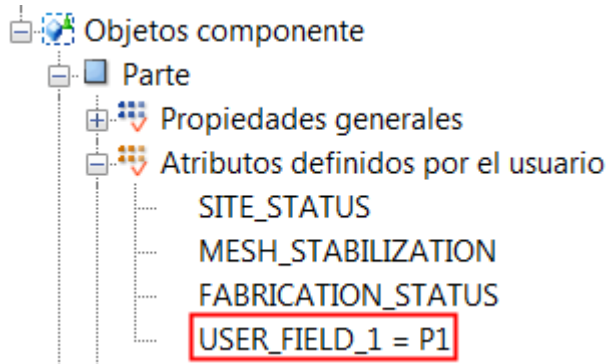 Objetos componente
Parte
Propiedades generales
Atributos definidos por el usuario
SITE_STATUS
MESH_STABILIZATION
FABRICATION_STATUS
USER_FIELD_1 = P1